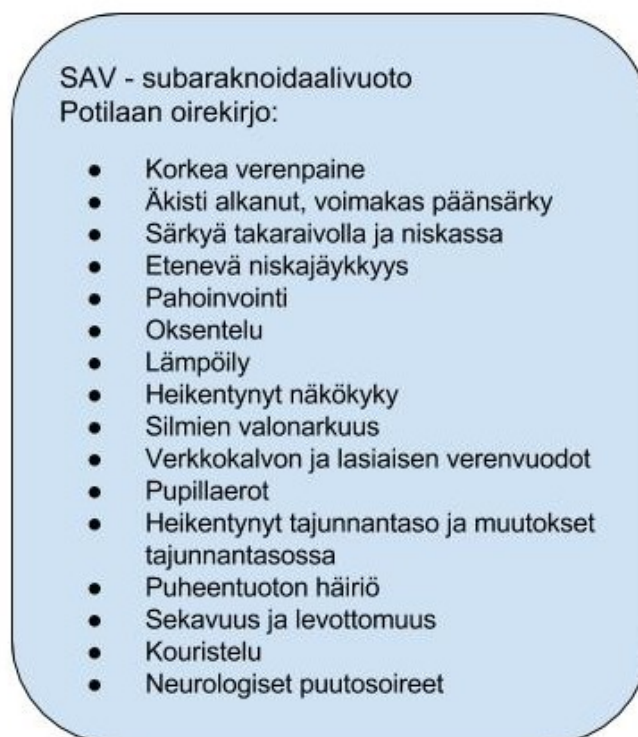 SAV - subaraknoidaalivuoto
Potilaan oirekirjo:
● Korkea verenpaine
● Äkisti alkanut, voimakas päänsärky
● Särkyä takaraivolla ja niskassa
● Etenevä niskajäykkyys
● Pahoinvointi
● Oksentelu
● Lämpöily
● Heikentynyt näkökyky
● Silmien valonarkuus
● Verkkokalvon ja lasiaisen verenvuodot
● Pupillaerot
● Heikentynyt tajunnantaso ja muutokset
tajunnantasossa
● Puheentuoton häiriö
● Sekavuus ja levottomuus
● Kouristelu
● Neurologiset puutosoireet